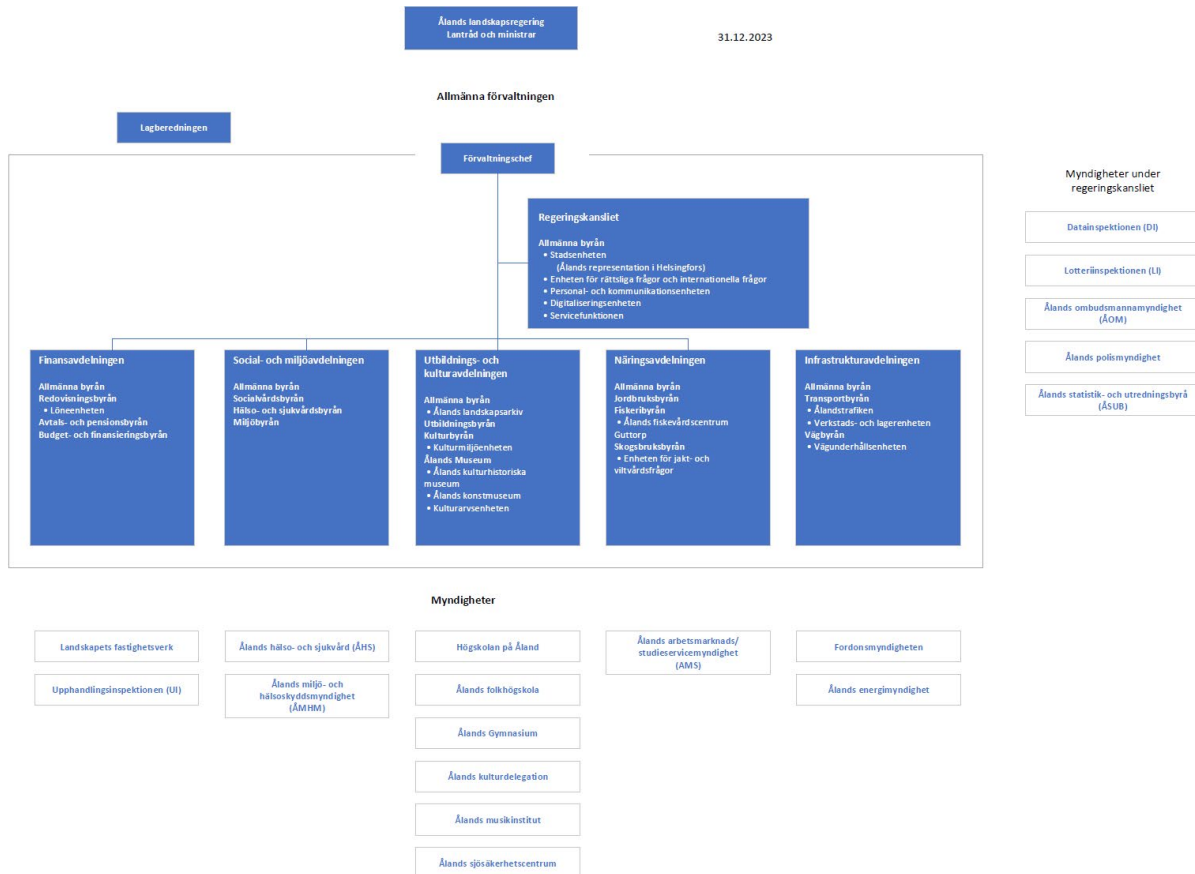 Ålands landskapsregering
Lantråd och ministrar
31.12.2023
Allmänna förvaltningen
Lagberedningen
Förvaltningschef
Regeringskansliet
Allmänna byrån
• Stadsenheten
(Ålands representation i Helsingfors)
• Enheten för rättsliga frågor och internationella frågor
• Personal- och kommunikationsenheten
• Digitaliseringsenheten
• Servicefunktionen
Finansavdelningen
Allmänna byrån
Redovisningsbyrån
• Löneenheten
Avtals- och pensionsbyrån
Budget- och finansieringsbyrån
Social- och miljöavdelningen
Allmänna byrån
Socialvårdsbyrån
Hälso- och sjukvårdsbyrån
Miljöbyrån
Utbildnings- och
kulturavdelningen
Allmänna byrån
• Ålands landskapsarkiv
Utbildningsbyrån
Kulturbyrån
• Kulturmiljöenheten
Ålands Museum
• Ålands kulturhistoriska
museum
• Ålands konstmuseum
• Kulturarvsenheten
Näringsavdelningen
Allmänna byrån
Jordbruksbyrån
Fiskeribyrån
• Ålands fiskevårdscentrum
Guttorp
Skogsbruksbyrån
• Enheten för jakt- och
viltvårdsfrågor
Infrastrukturavdelningen
Allmänna byrån
Transportbyrån
• Ålandstrafiken
• Verkstads- och lagerenheten
Vägbyrån
• Vägunderhållsenheten
Myndigheter under
regeringskansliet
Datainspektionen (DI)
Lotteriinspektionen (LI)
Ålands ombudsmannamyndighet
(ÅOM)
Ålands polismyndighet
Ålands statistik- och utredningsbyrå
(ÅSUB)
Myndigheter
Landskapets fastighetsverk
Upphandlingsinspektionen (UI)
Ålands hälso- och sjukvård (ÅHS)
Ålands miljö- och
hälsoskyddsmyndighet
(ÅMHM)
Högskolan på Åland
Ålands folkhögskola
Ålands Gymnasium
Ålands kulturdelegation
Ålands musikinstitut
Ålands sjösäkerhetscentrum
Ålands arbetsmarknads/
studieservicemyndighet
(AMS)
Fordonsmyndigheten
Ålands energimyndighet